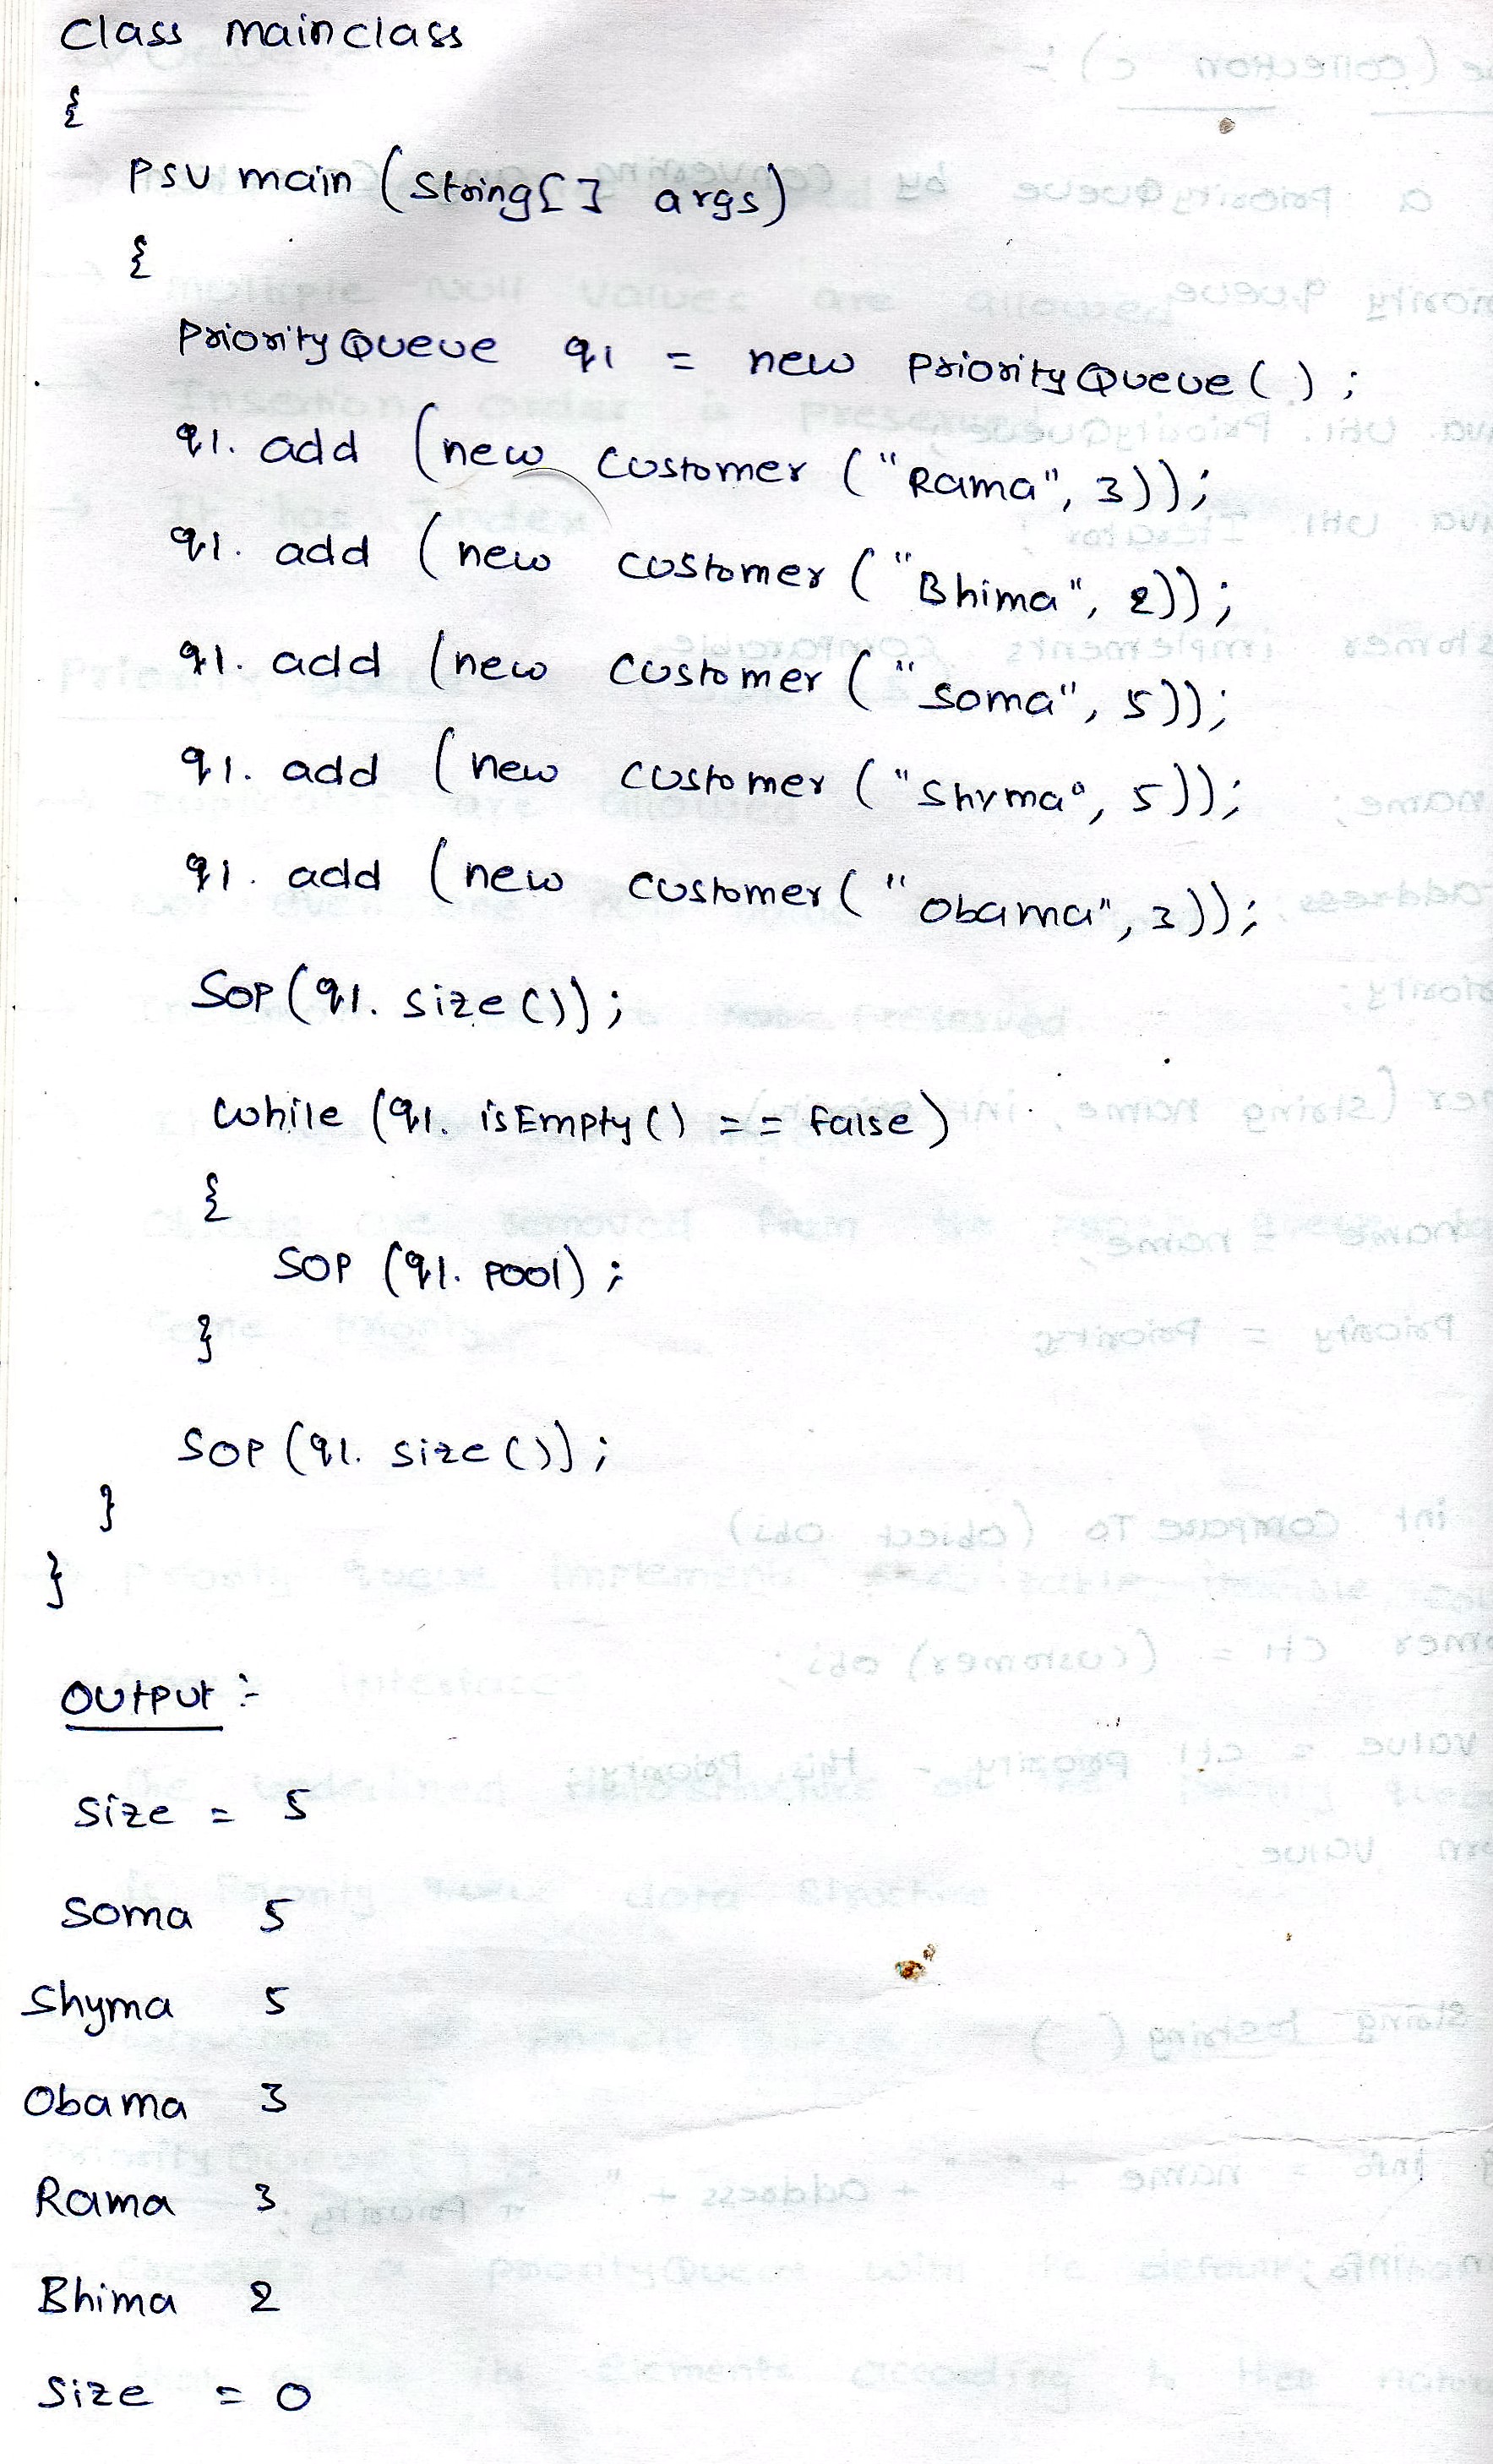 Class mainclass
{
PSV main (String[] args)
{
PriorityQueue q1 = new PriorityQueue();
q1. add (new customer ("Rama", 3));
q1. add (new customer ("Bhima", 2));
q1. add (new customer ("Soma", 5));
q1. add (new customer ("Shyma", 5));
q1. add (new customer ("Obama", 3));
SOP (q1. size());
while (q1. isEmpty() == false)
{
SOP (q1. pool);
}
SOP (q1. size());
}
}
Output :-
Size = 5
Soma 5
Shyma 5
Obama 3
Rama 3
Bhima 2
Size = 0